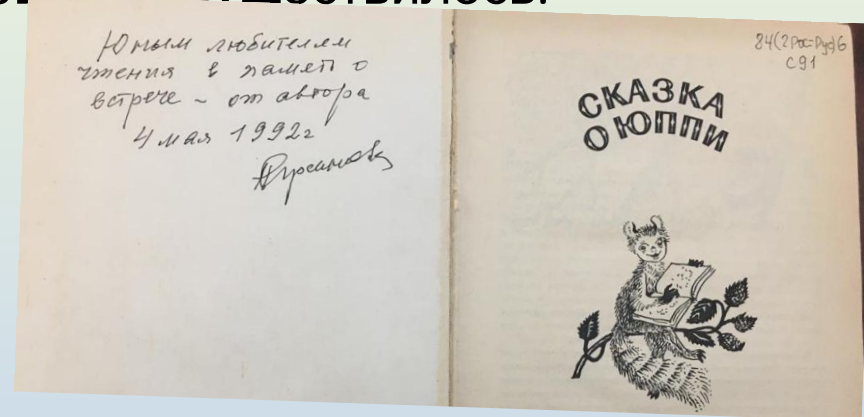 Юным любителям
чтения в память о
встрече – от автора
4 мая 1992г
84(2Рос=Рус)6
С91
СКАЗКА
О ЮППИ